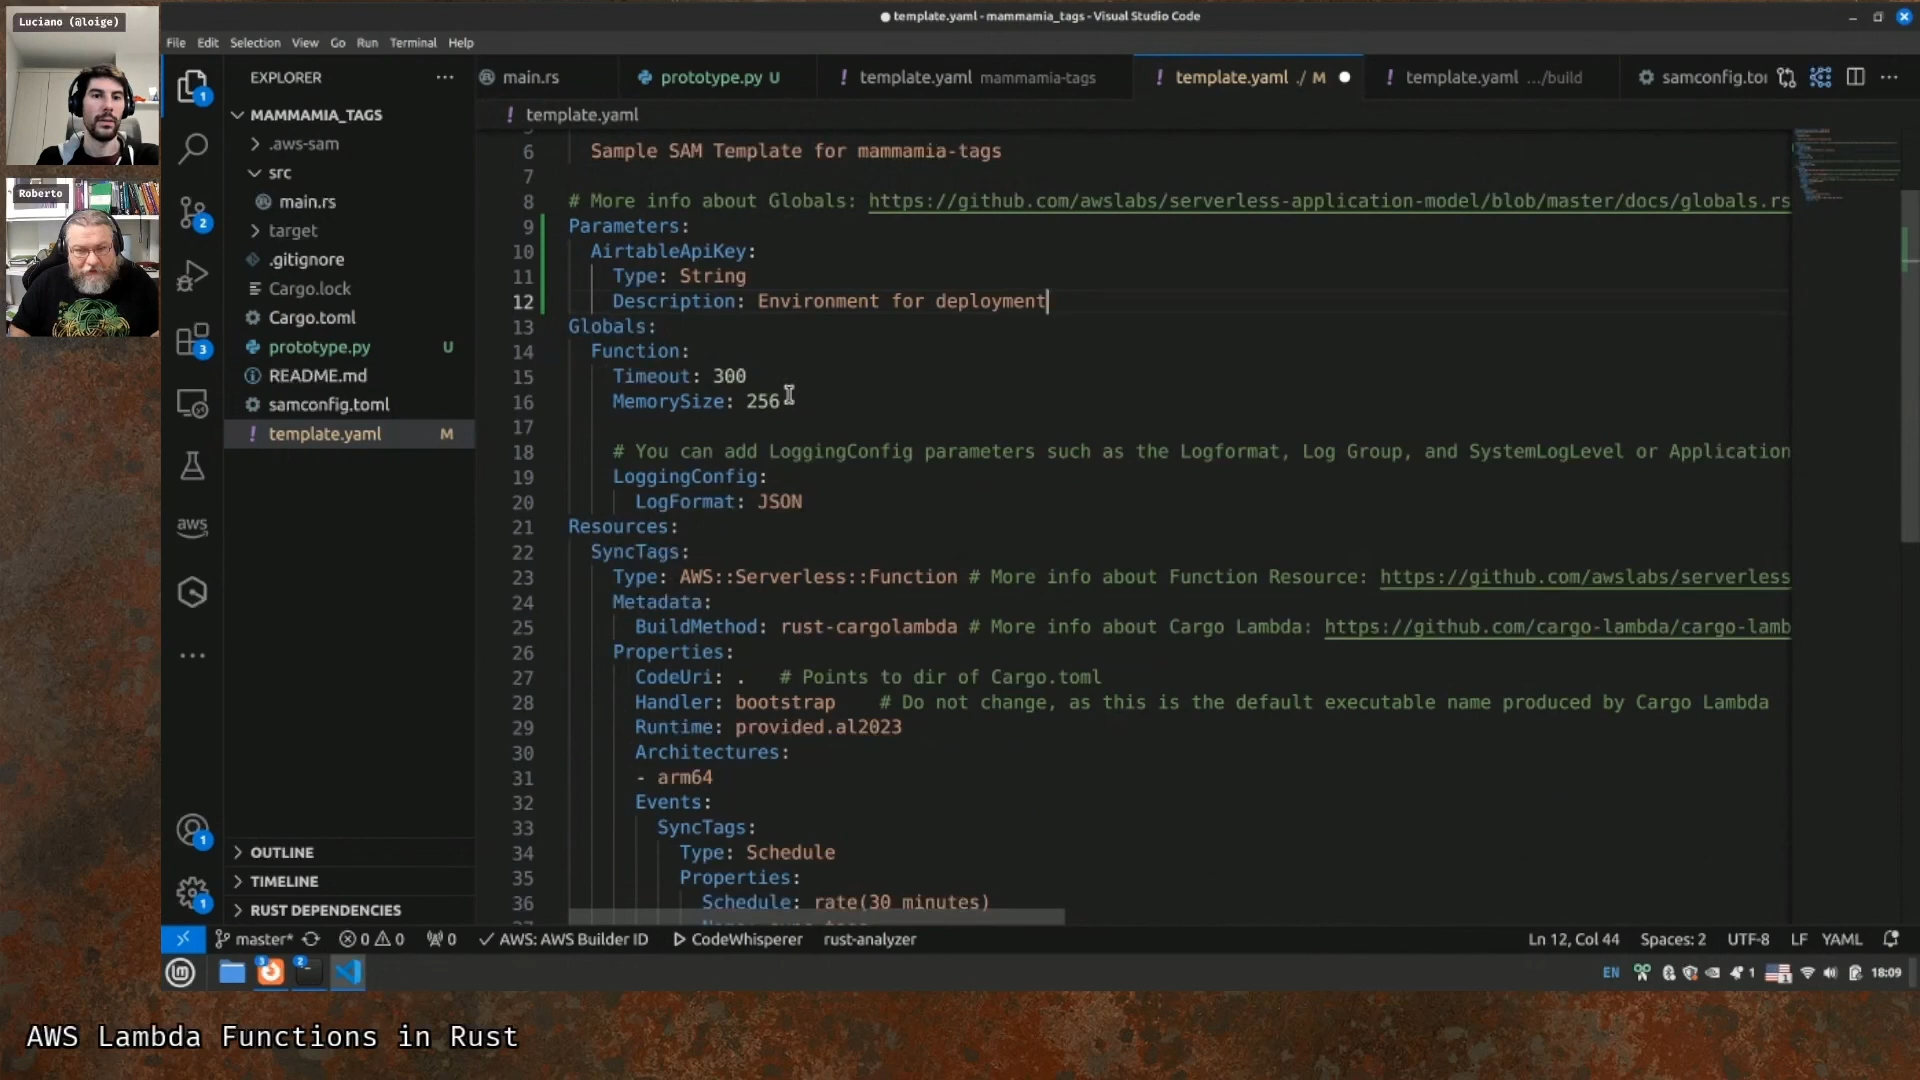 Luciano (@loige)
Roberto
template.yaml - mammamia_tags - Visual Studio Code
File Edit Selection View Go Run Terminal Help
EXPLORER
main.rs
prototype.py U
template.yaml mammamia-tags
template.yaml ./ M
template.yaml .../build
samconfig.to
MAMMAMIA_TAGS
.aws-sam
src
main.rs
target
.gitignore
Cargo.lock
Cargo.toml
prototype.py U
README.md
samconfig.toml
template.yaml M
OUTLINE
TIMELINE
RUST DEPENDENCIES
1
2
3
aws
1
1
template.yaml
6 Sample SAM Template for mammamia-tags
7
8 # More info about Globals: https://github.com/awslabs/serverless-application-model/blob/master/docs/globals.rs
9 Parameters:
10 AirtableApiKey:
11 Type: String
12 Description: Environment for deployment
13 Globals:
14 Function:
15 Timeout: 300
16 MemorySize: 256
17
18 # You can add LoggingConfig parameters such as the Logformat, Log Group, and SystemLogLevel or Application
19 LoggingConfig:
20 LogFormat: JSON
21 Resources:
22 SyncTags:
23 Type: AWS::Serverless::Function # More info about Function Resource: https://github.com/awslabs/serverless
24 Metadata:
25 BuildMethod: rust-cargolambda # More info about Cargo Lambda: https://github.com/cargo-lambda/cargo-lamb
26 Properties:
27 CodeUri: . # Points to dir of Cargo.toml
28 Handler: bootstrap # Do not change, as this is the default executable name produced by Cargo Lambda
29 Runtime: provided.al2023
30 Architectures:
31 - arm64
32 Events:
33 SyncTags:
34 Type: Schedule
35 Properties:
36 Schedule: rate(30 minutes)
master* 0 0 0 AWS: AWS Builder ID CodeWhisperer rust-analyzer Ln 12, Col 44 Spaces: 2 UTF-8 LF YAML
3 2 EN 1 18:09
AWS Lambda Functions in Rust